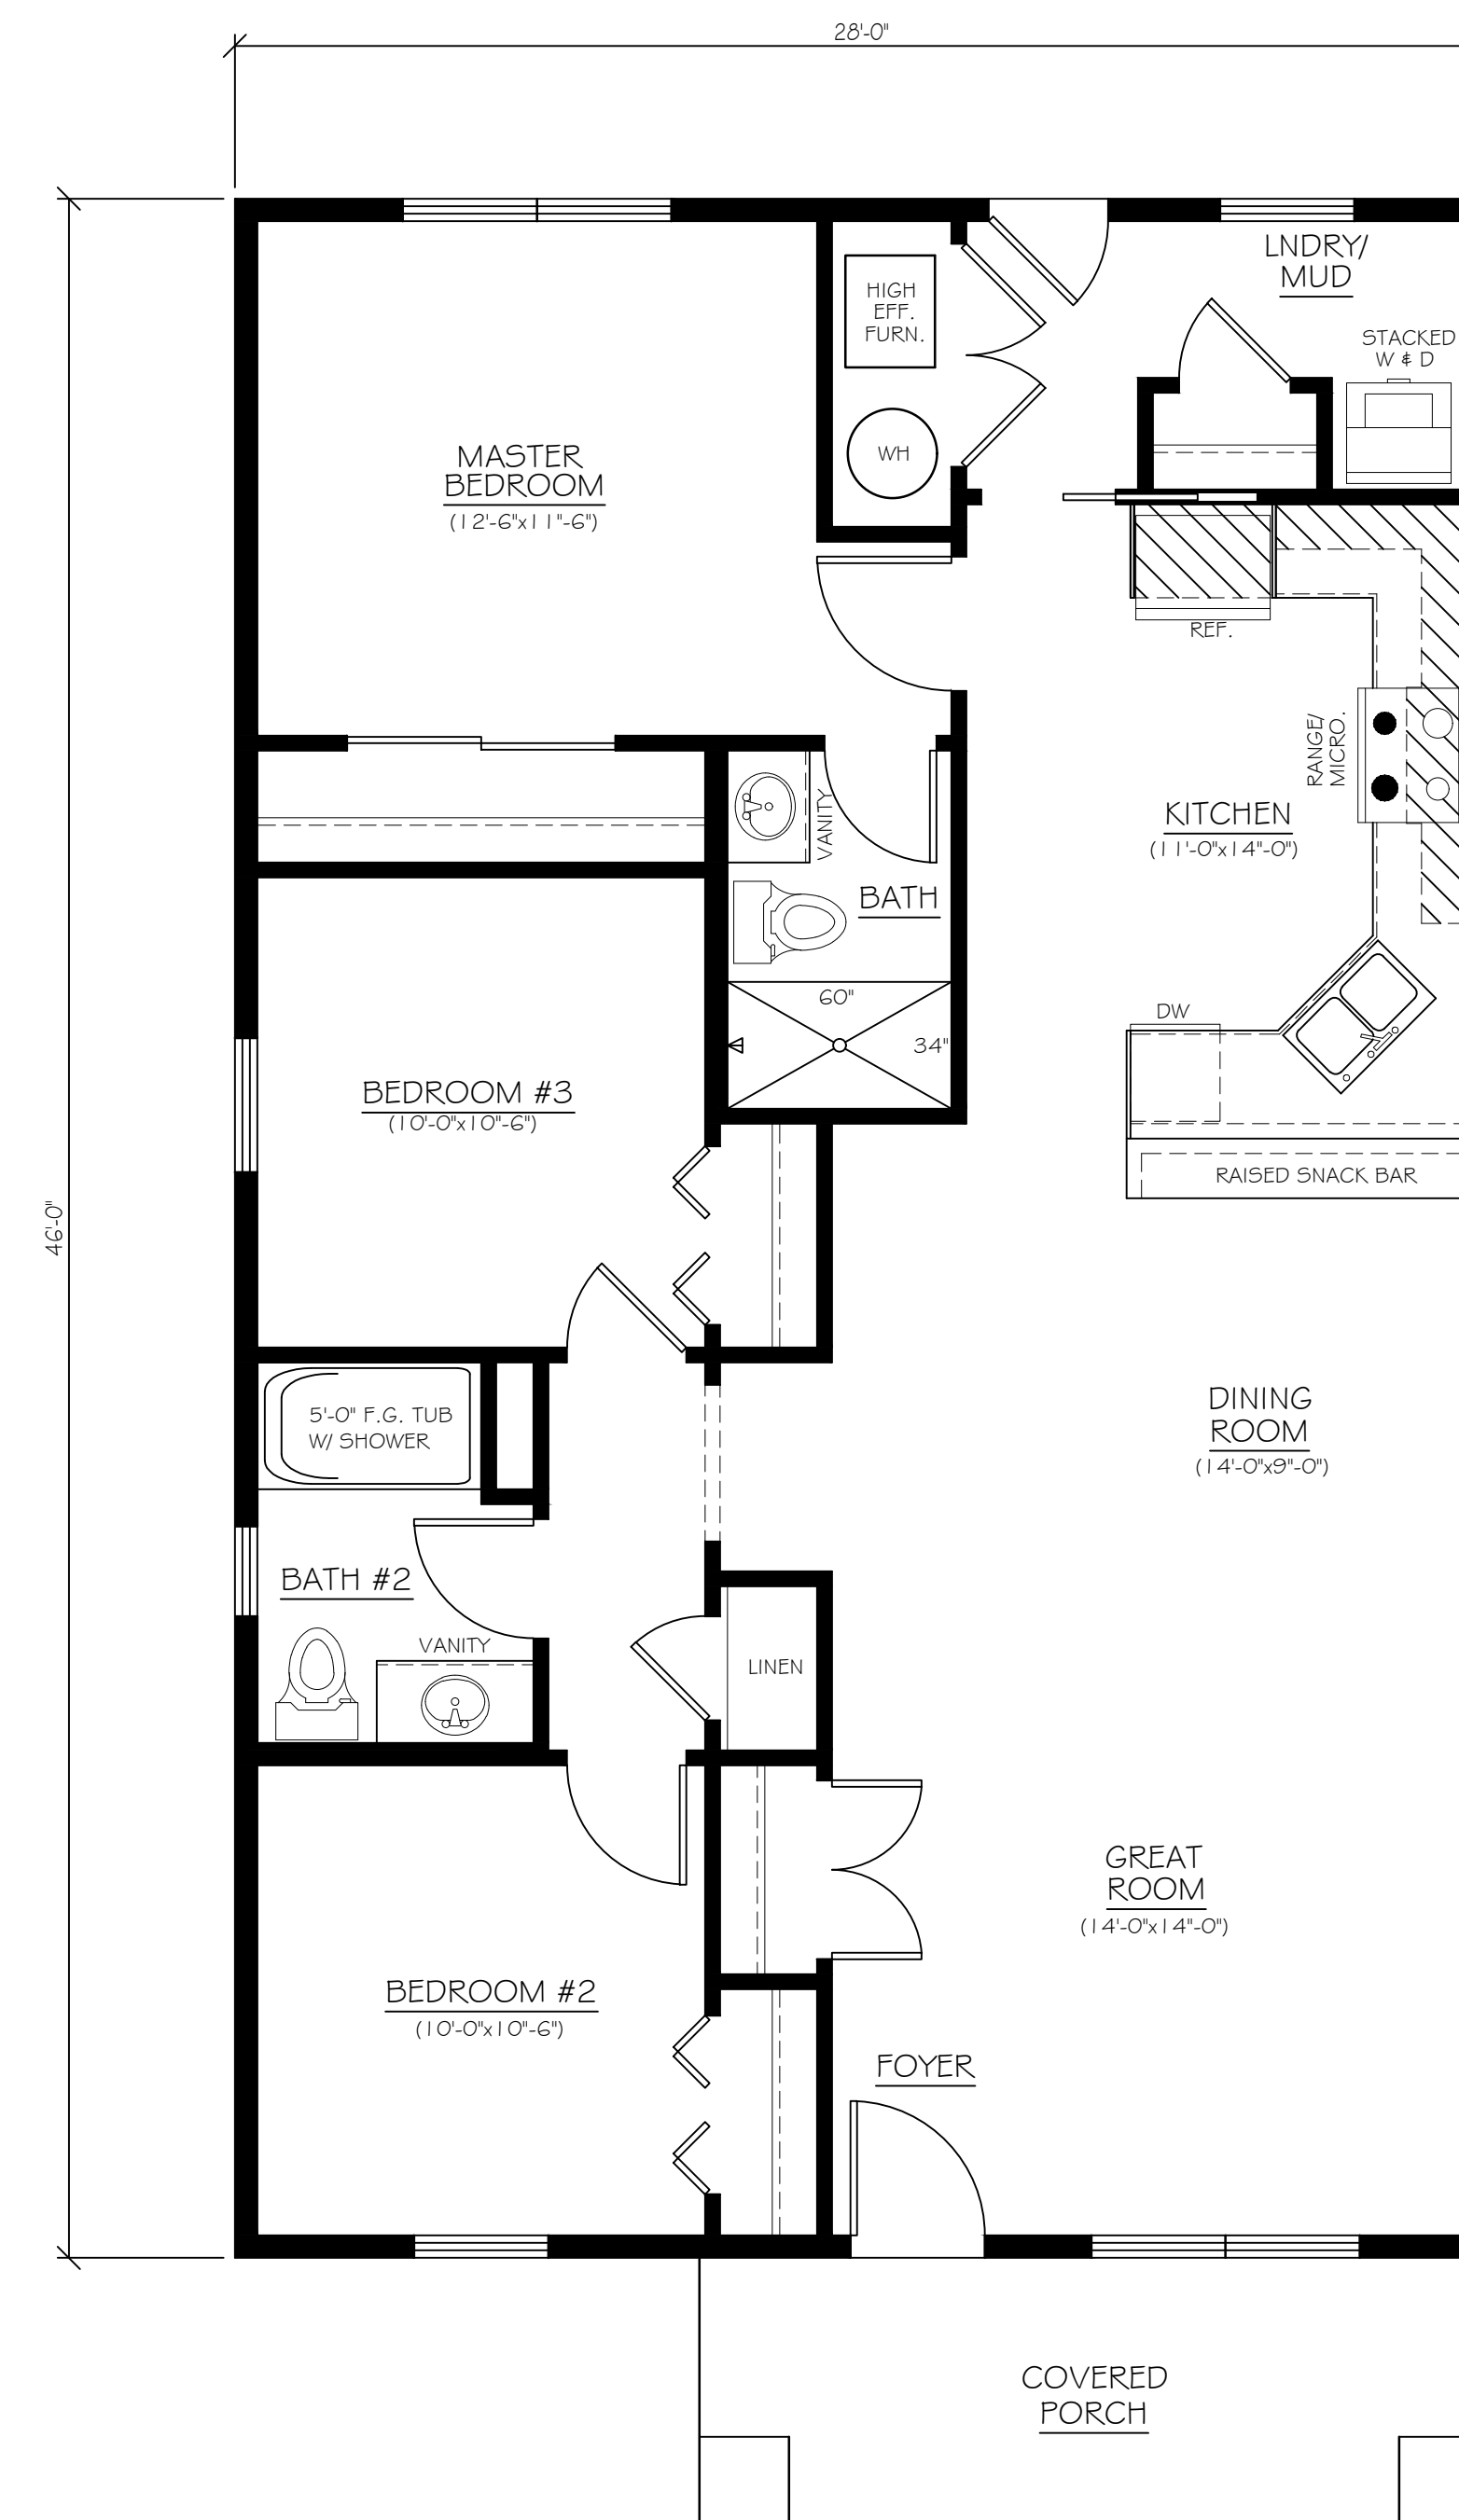 28'-0"
LNDRY/
MUD
HIGH
EFF.
FURN.
STACKED
W & D
WH
MASTER
BEDROOM
(12'-6"x11"-6")
REF.
RANGE/
MICRO.
VANITY
KITCHEN
(11'-0"x14"-0")
BATH
60"
34"
DW
BEDROOM #3
(10'-0"x10"-6")
RAISED SNACK BAR
46'-0"
5'-0" F.G. TUB
W/ SHOWER
DINING
ROOM
(14'-0"x9"-0")
BATH #2
VANITY
LINEN
GREAT
ROOM
(14'-0"x14"-0")
BEDROOM #2
(10'-0"x10"-6")
FOYER
COVERED
PORCH